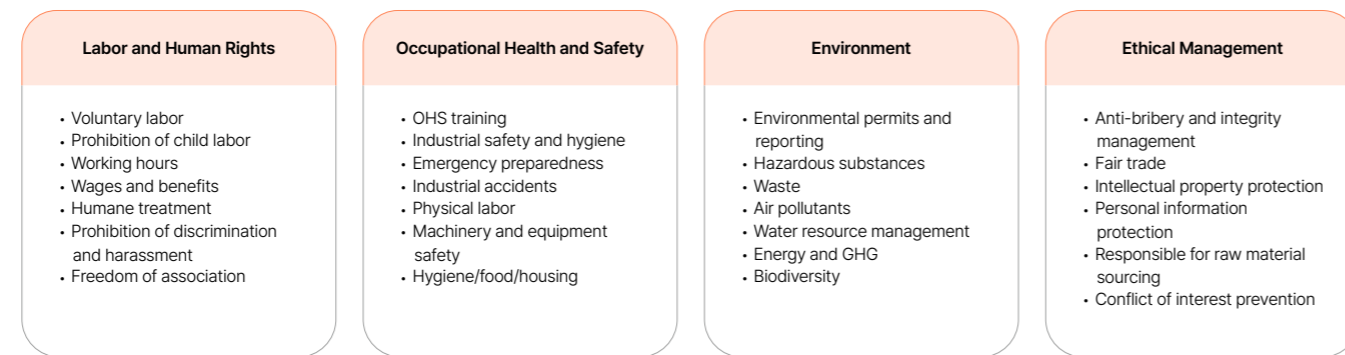 Labor and Human Rights
• Voluntary labor
• Prohibition of child labor
• Working hours
• Wages and benefits
• Humane treatment
• Prohibition of discrimination
and harassment
• Freedom of association
Occupational Health and Safety
• OHS training
• Industrial safety and hygiene
• Emergency preparedness
• Industrial accidents
• Physical labor
• Machinery and equipment
safety
• Hygiene/food/housing
Environment
• Environmental permits and
reporting
• Hazardous substances
• Waste
• Air pollutants
• Water resource management
• Energy and GHG
• Biodiversity
Ethical Management
• Anti-bribery and integrity
management
• Fair trade
• Intellectual property protection
• Personal information
protection
• Responsible for raw material
sourcing
• Conflict of interest prevention